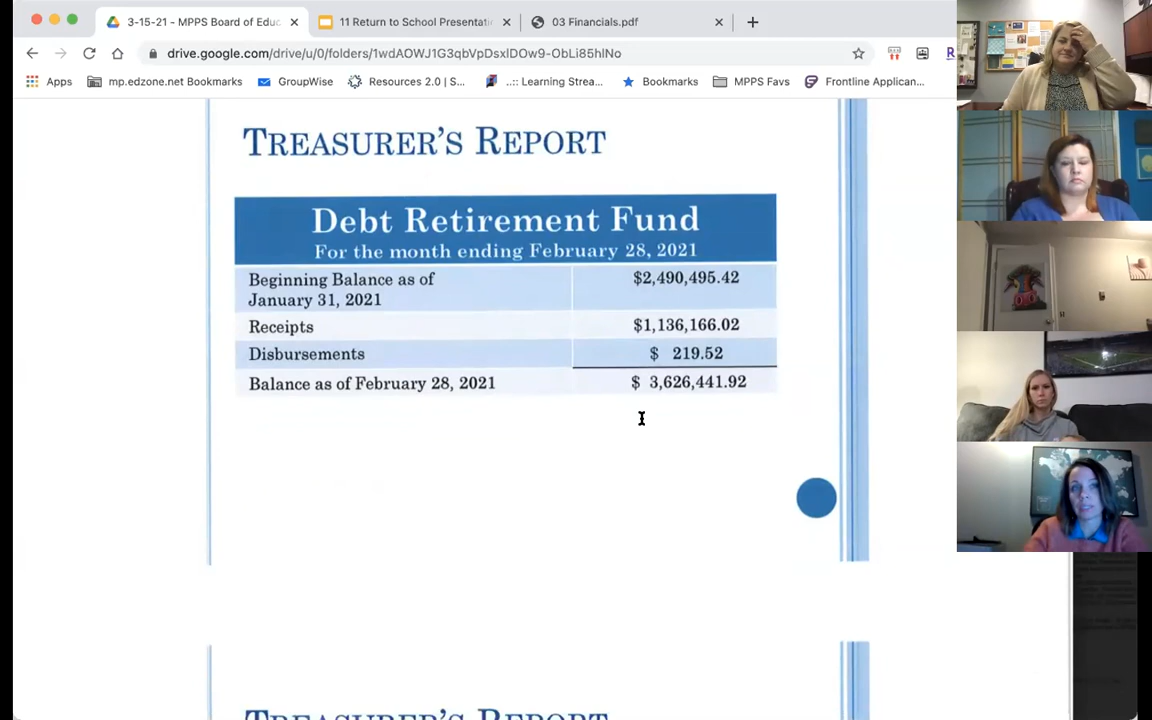 3-15-21 - MPPS Board of Educ
11 Return to School Presentati
03 Financials.pdf
drive.google.com/drive/u/0/folders/1wdAOWJ1G3qbVpDsxlDOw9-ObLi85hlNo
Apps
mp.edzone.net Bookmarks
GroupWise
Resources 2.0 | S...
..:: Learning Strea...
Bookmarks
MPPS Favs
Frontline Applican...
TREASURER'S REPORT
Debt Retirement Fund
For the month ending February 28, 2021
Beginning Balance as of $2,490,495.42
January 31, 2021
Receipts $1,136,166.02
Disbursements $ 219.52
Balance as of February 28, 2021 $ 3,626,441.92
TREASURER'S REPORT